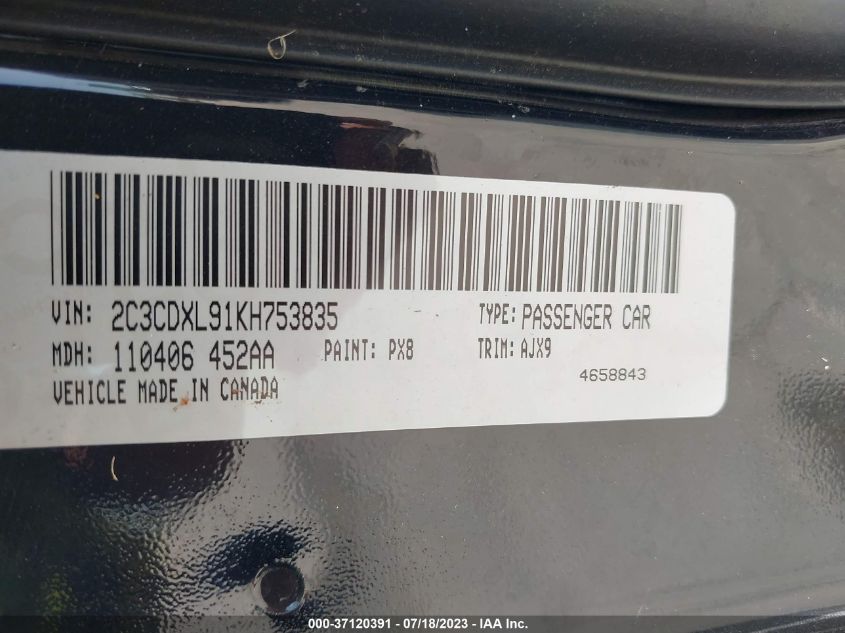 VIN: 2C3CDXL91KH753835 TYPE: PASSENGER CAR
MDH: 110406 452AA PAINT: PX8 TRIM: AJX9
4658843
VEHICLE MADE IN CANADA
000-37120391 - 07/18/2023 - IAA Inc.